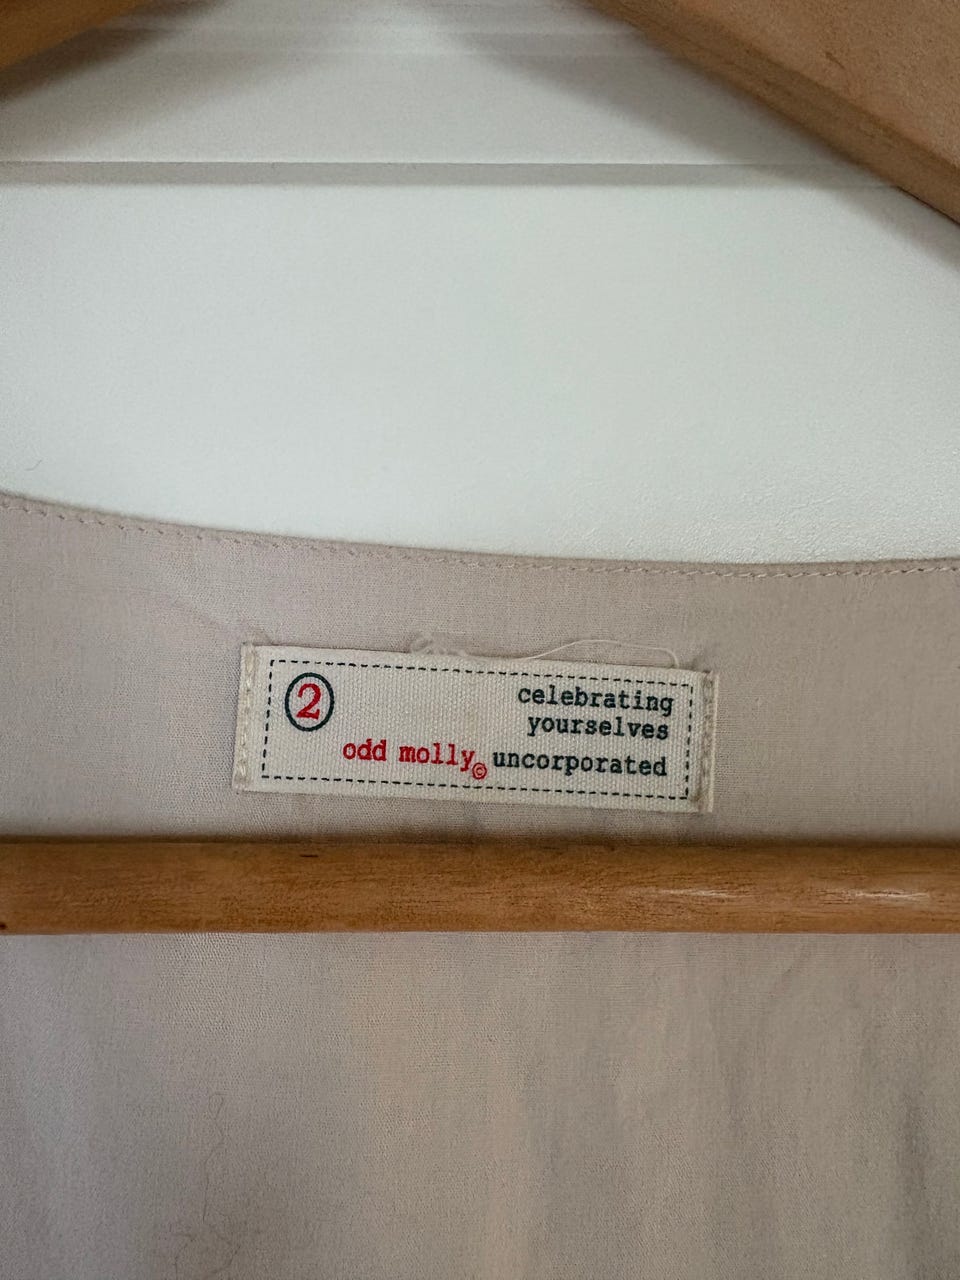 2
celebrating
yourselves
odd molly© uncorporated